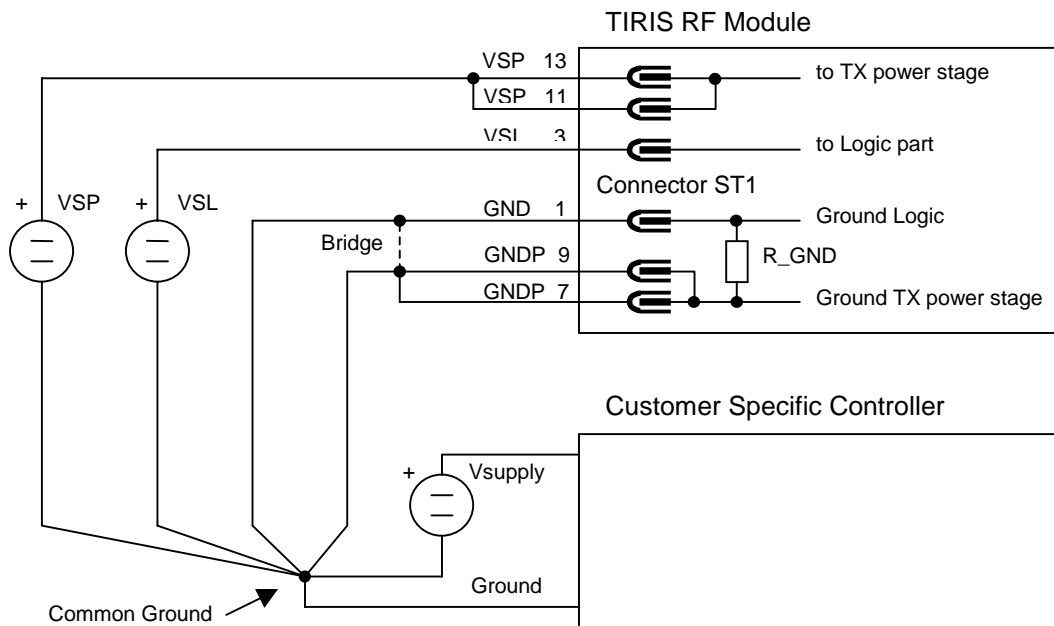 TIRIS RF Module
VSP 13
to TX power stage
VSP 11
VSL 3
to Logic part
Connector ST1
+ VSP
+ VSL
GND 1
Ground Logic
Bridge
GNDP 9
R_GND
GNDP 7
Ground TX power stage
Customer Specific Controller
+ Vsupply
Ground
Common Ground